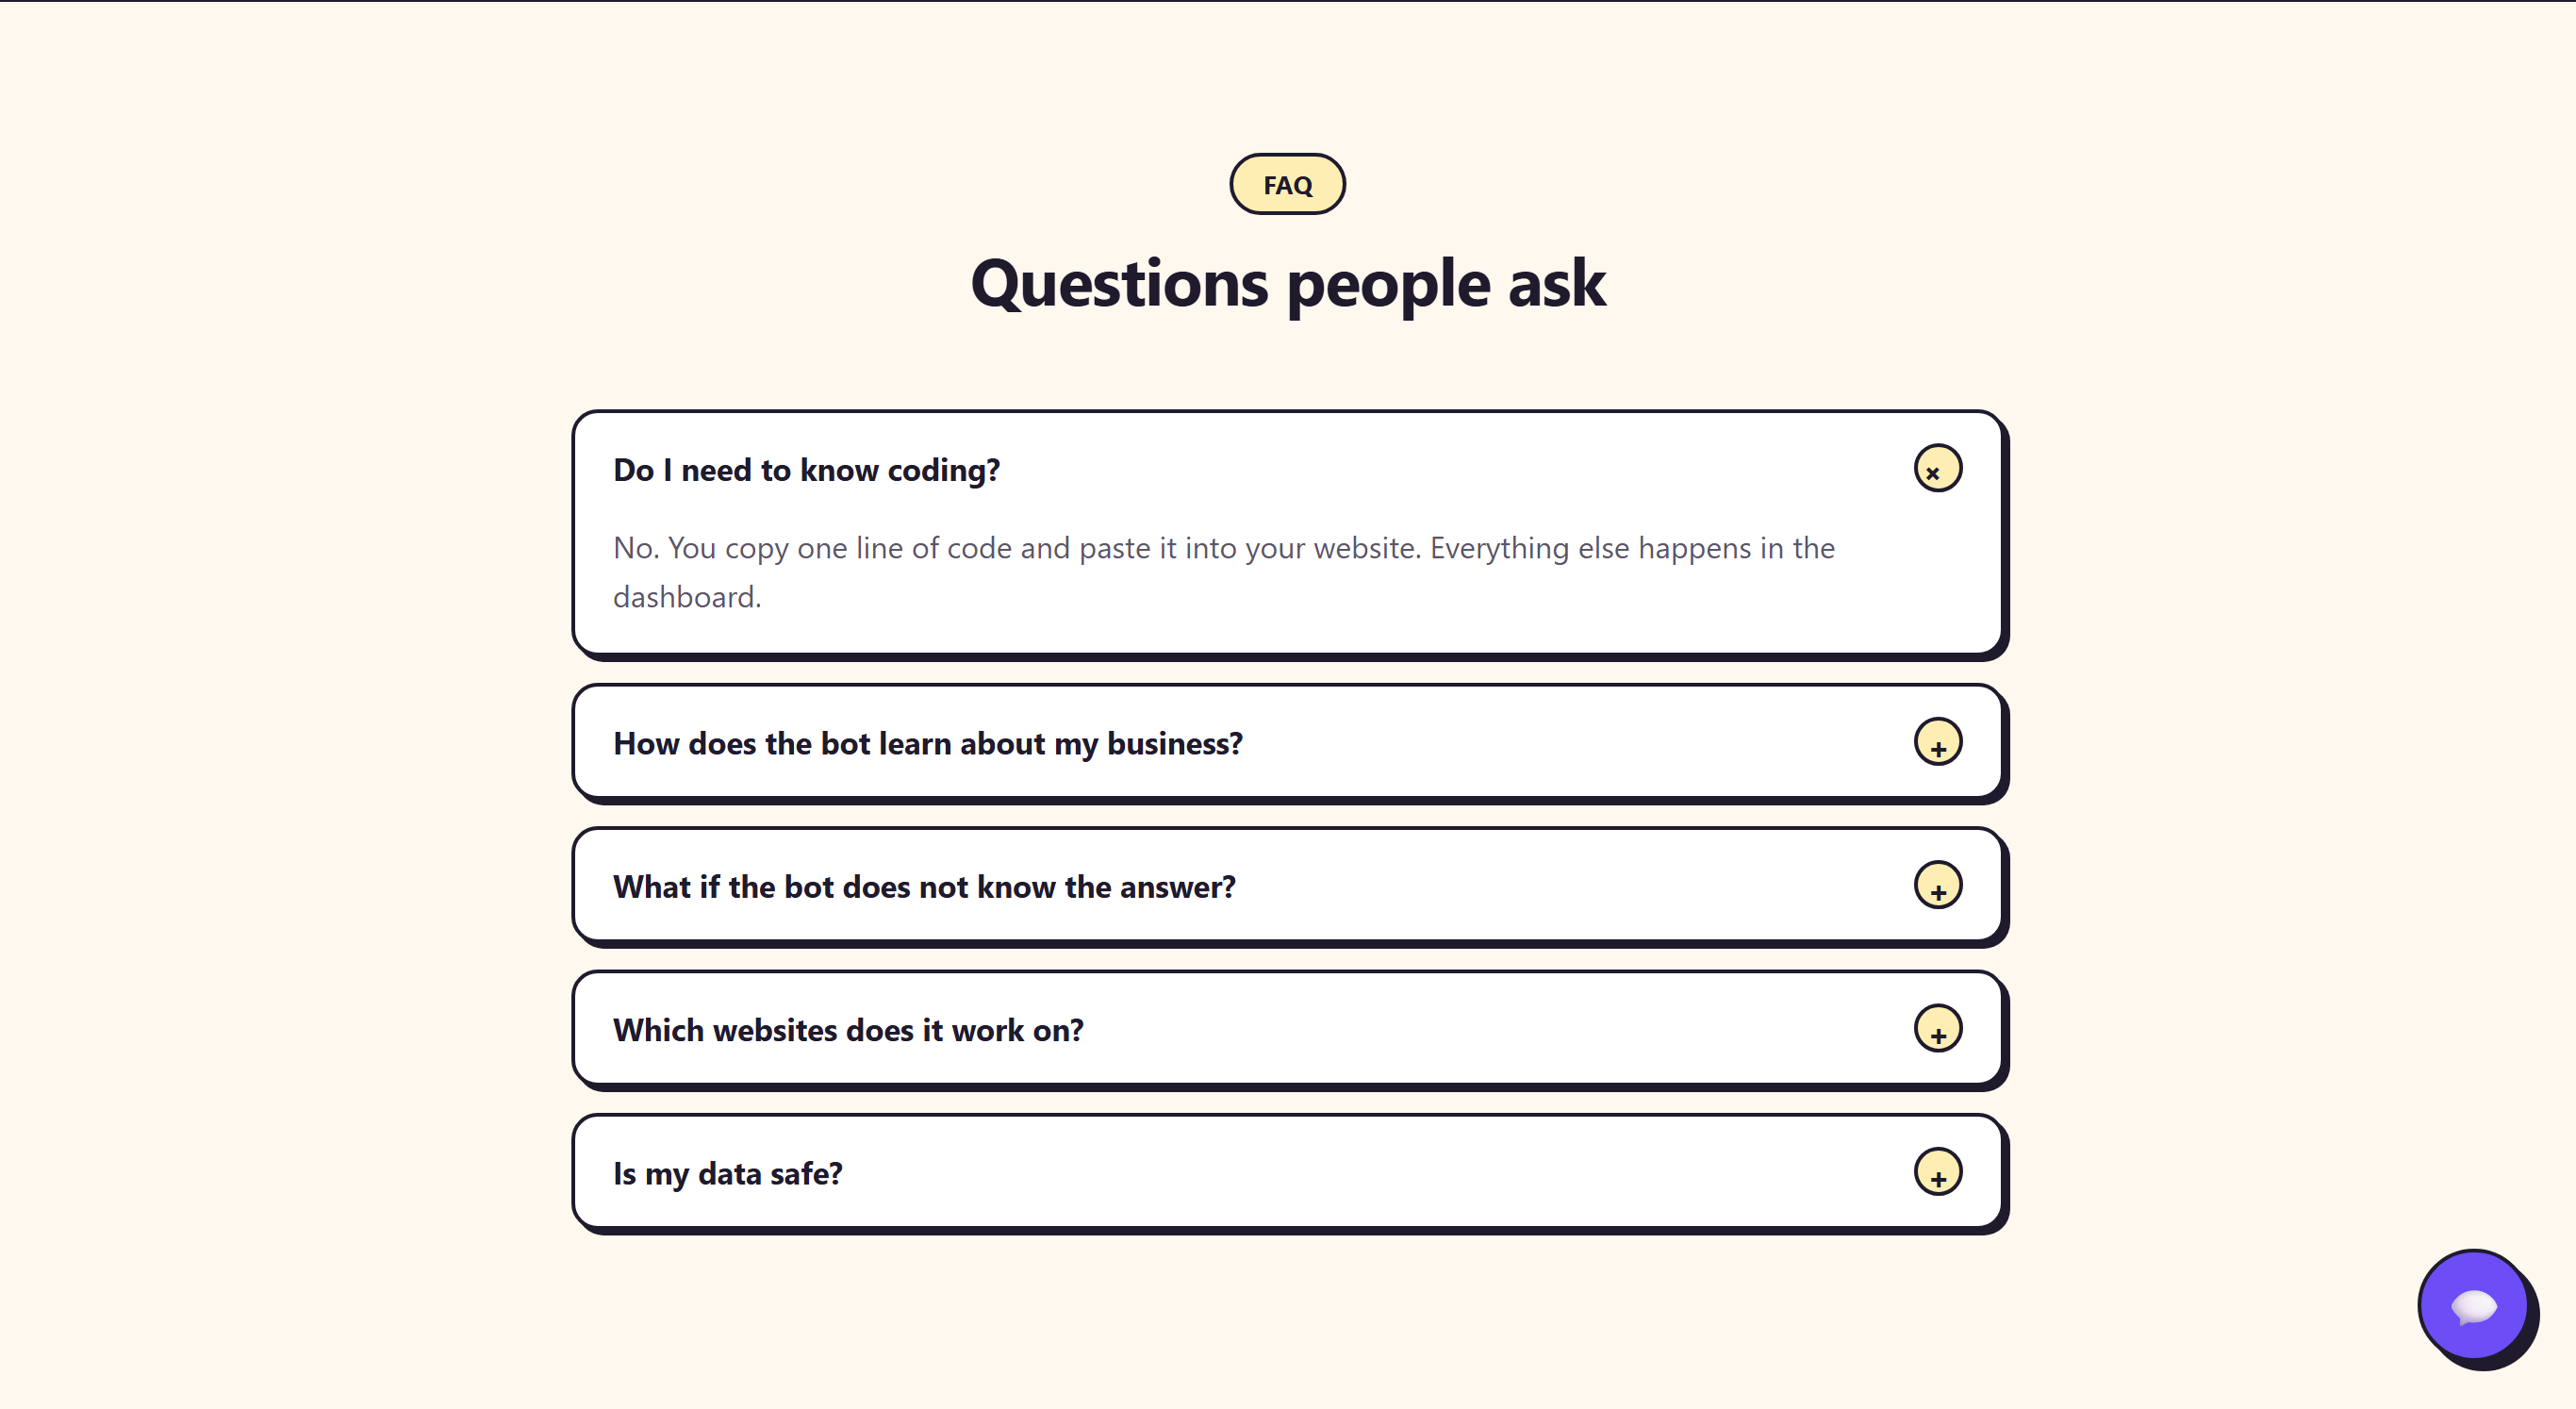 FAQ
Questions people ask
Do I need to know coding?
No. You copy one line of code and paste it into your website. Everything else happens in the
dashboard.
How does the bot learn about my business?
What if the bot does not know the answer?
Which websites does it work on?
Is my data safe?